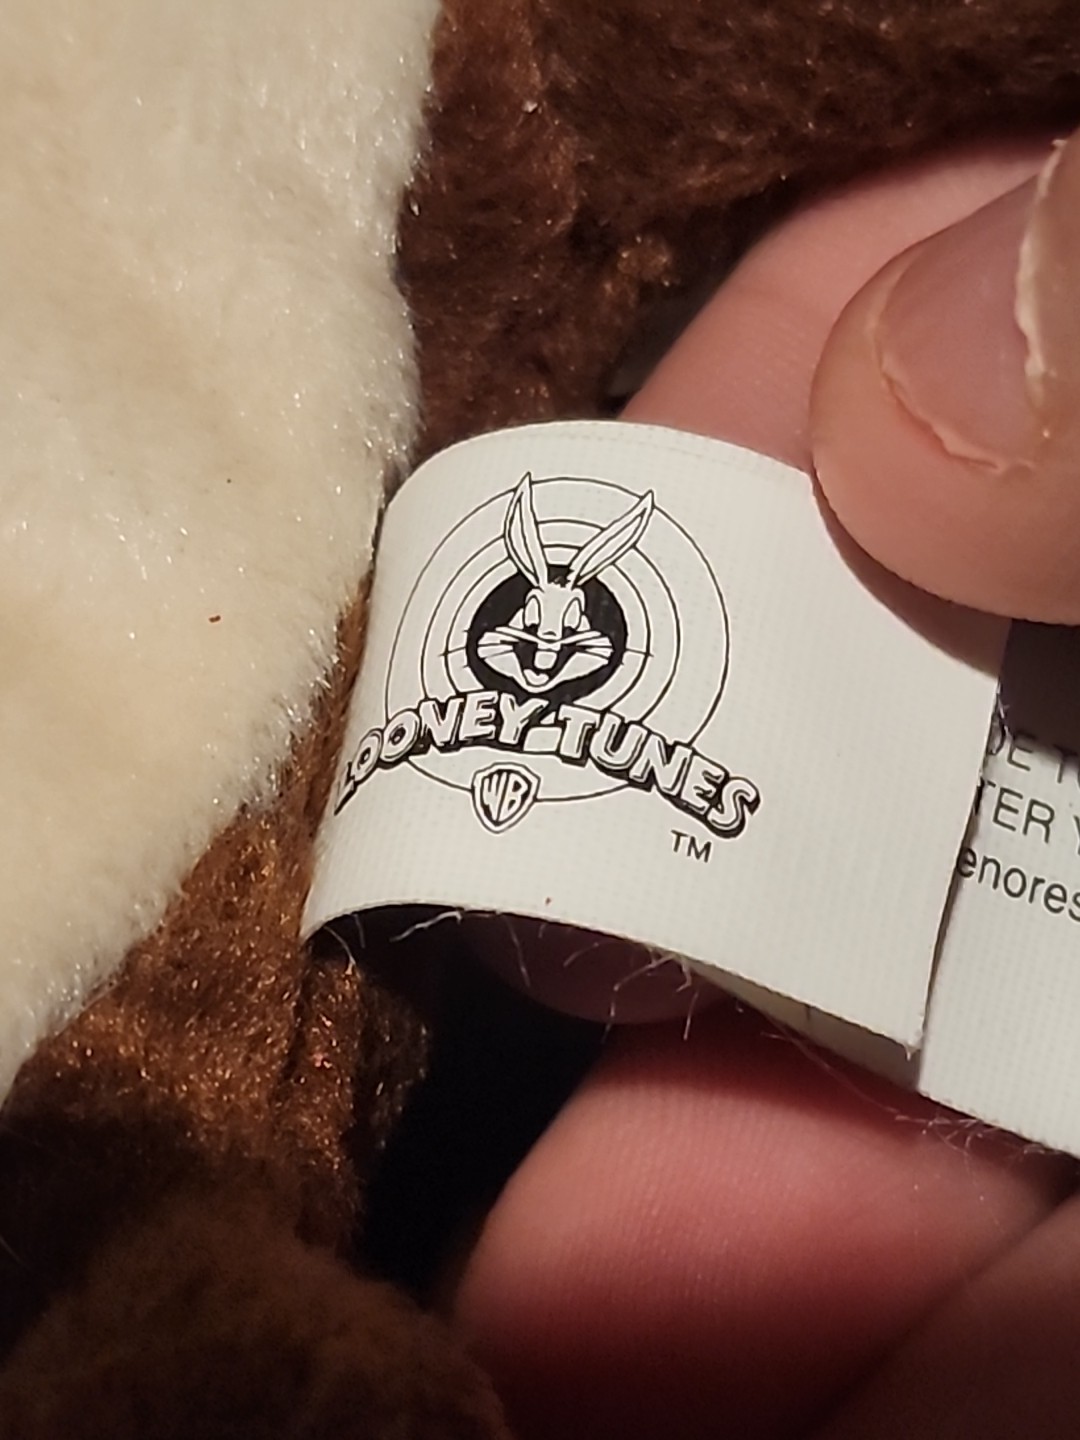 LOONEY TUNES
WB
TM
TER Y
enores